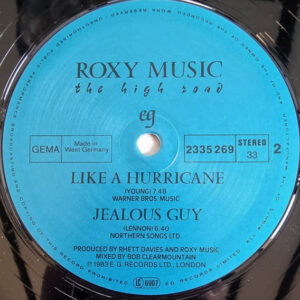 ROXY MUSIC
the high road
eg
GEMA
Made in
West Germany
2335 269
STEREO
33
2
LIKE A HURRICANE
(YOUNG) 7.48
WARNER BROS. MUSIC
JEALOUS GUY
(LENNON) 6.40
NORTHERN SONGS LTD.
PRODUCED BY RHETT DAVIES AND ROXY MUSIC
MIXED BY BOB CLEARMOUNTAIN
℗1983 E.G. RECORDS LTD., LONDON
LC 6907